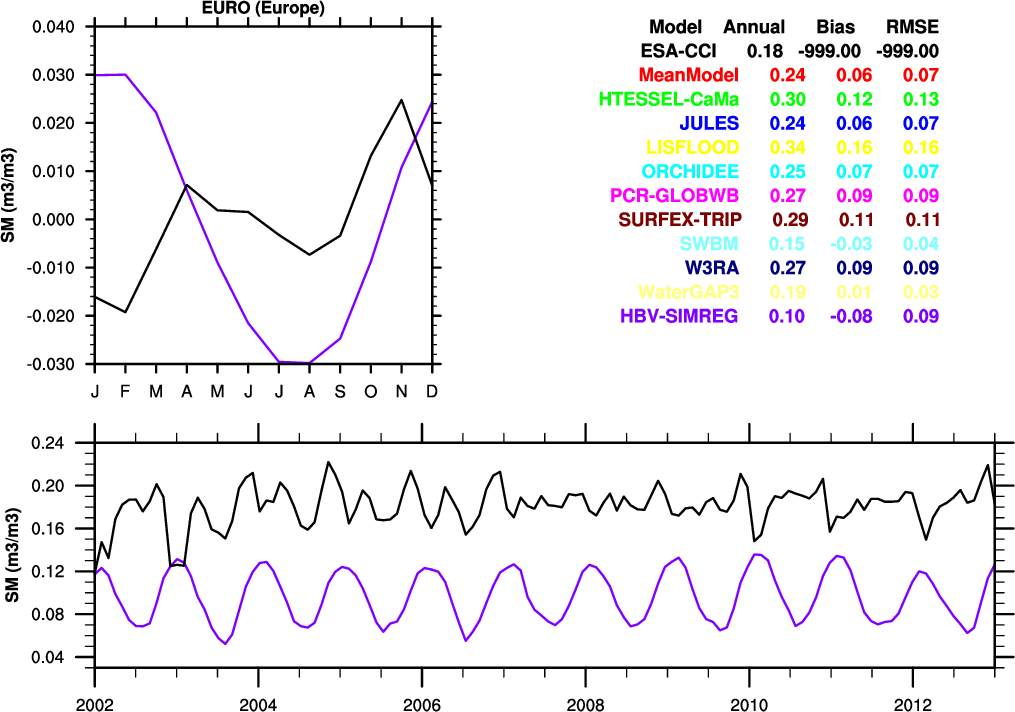 EURO (Europe)
0.040
0.030
0.020
0.010
0.000
-0.010
-0.020
-0.030
SM (m3/m3)
J F M A M J J A S O N D
Model Annual Bias RMSE
ESA-CCI 0.18 -999.00 -999.00
MeanModel 0.24 0.06 0.07
HTESSEL-CaMa 0.30 0.12 0.13
JULES 0.24 0.06 0.07
LISFLOOD 0.34 0.16 0.16
ORCHIDEE 0.25 0.07 0.07
PCR-GLOBWB 0.27 0.09 0.09
SURFEX-TRIP 0.29 0.11 0.11
SWBM 0.15 -0.03 0.04
W3RA 0.27 0.09 0.09
WaterGAP3 0.19 0.01 0.03
HBV-SIMREG 0.10 -0.08 0.09
0.24
0.20
0.16
0.12
0.08
0.04
SM (m3/m3)
2002 2004 2006 2008 2010 2012